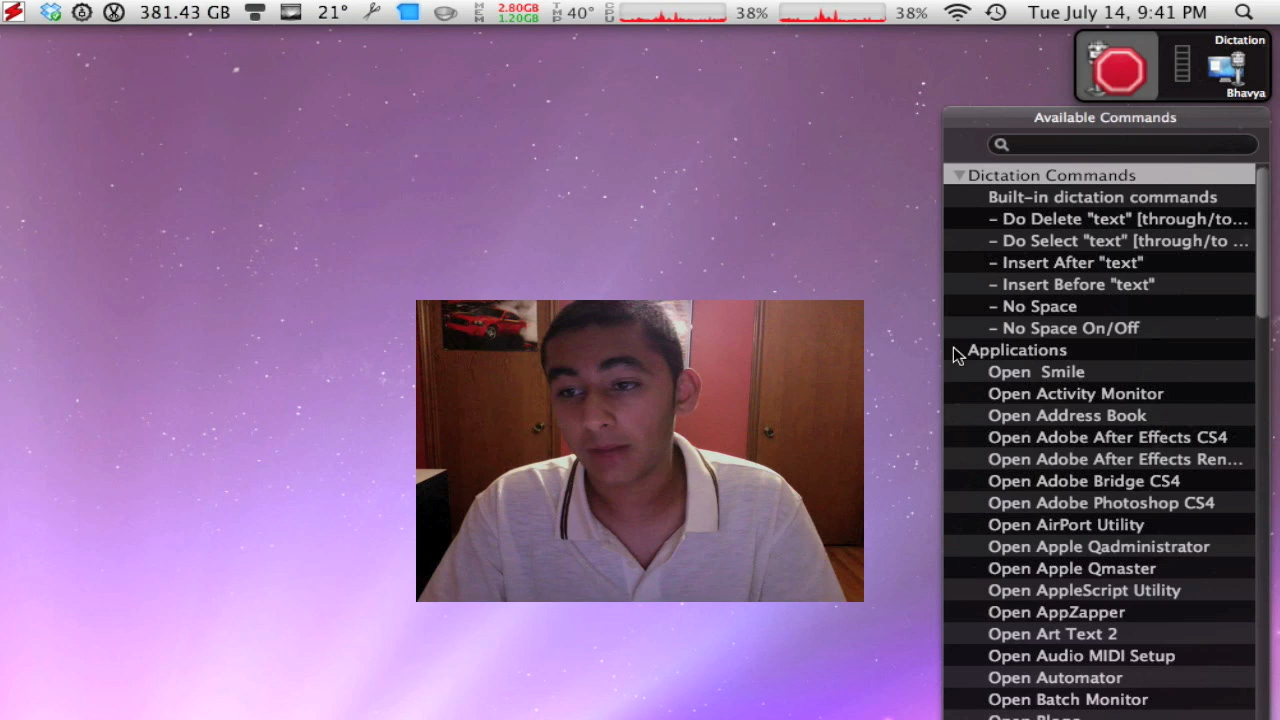 381.43 GB 21° MEM 2.80GB 1.20GB TMP 40° CPU 38% 38% Tue July 14, 9:41 PM
Dictation
Bhavya
Available Commands
Dictation Commands
Built-in dictation commands
- Do Delete "text" [through/to...
- Do Select "text" [through/to ...
- Insert After "text"
- Insert Before "text"
- No Space
- No Space On/Off
Applications
Open  Smile
Open Activity Monitor
Open Address Book
Open Adobe After Effects CS4
Open Adobe After Effects Ren...
Open Adobe Bridge CS4
Open Adobe Photoshop CS4
Open AirPort Utility
Open Apple Qadministrator
Open Apple Qmaster
Open AppleScript Utility
Open AppZapper
Open Art Text 2
Open Audio MIDI Setup
Open Automator
Open Batch Monitor